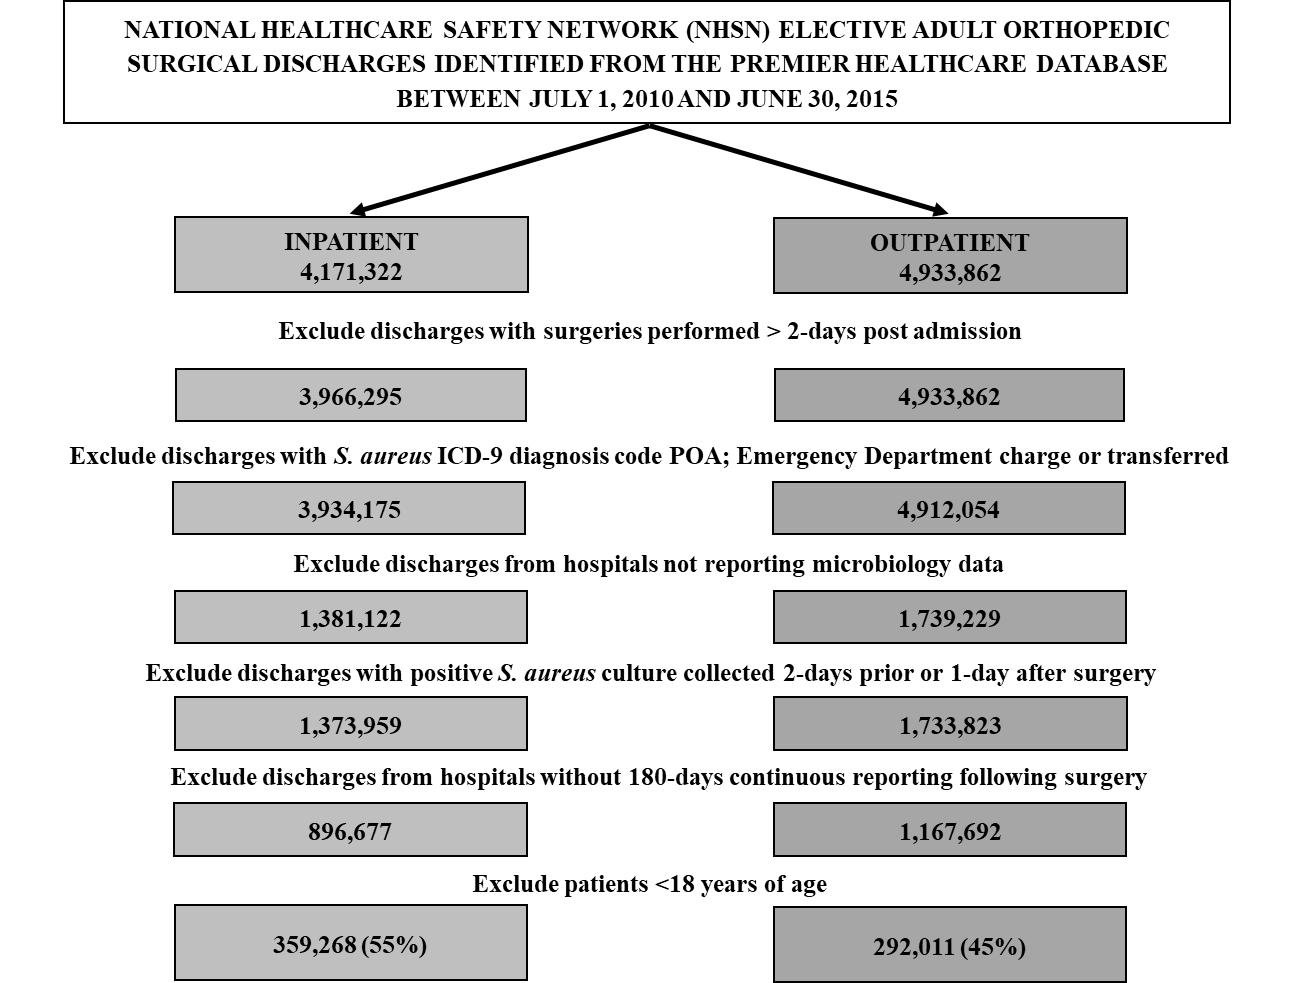 NATIONAL HEALTHCARE SAFETY NETWORK (NHSN) ELECTIVE ADULT ORTHOPEDIC
SURGICAL DISCHARGES IDENTIFIED FROM THE PREMIER HEALTHCARE DATABASE
BETWEEN JULY 1, 2010 AND JUNE 30, 2015
INPATIENT
4,171,322
OUTPATIENT
4,933,862
Exclude discharges with surgeries performed > 2-days post admission
3,966,295
4,933,862
Exclude discharges with S. aureus ICD-9 diagnosis code POA; Emergency Department charge or transferred
3,934,175
4,912,054
Exclude discharges from hospitals not reporting microbiology data
1,381,122
1,739,229
Exclude discharges with positive S. aureus culture collected 2-days prior or 1-day after surgery
1,373,959
1,733,823
Exclude discharges from hospitals without 180-days continuous reporting following surgery
896,677
1,167,692
Exclude patients <18 years of age
359,268 (55%)
292,011 (45%)